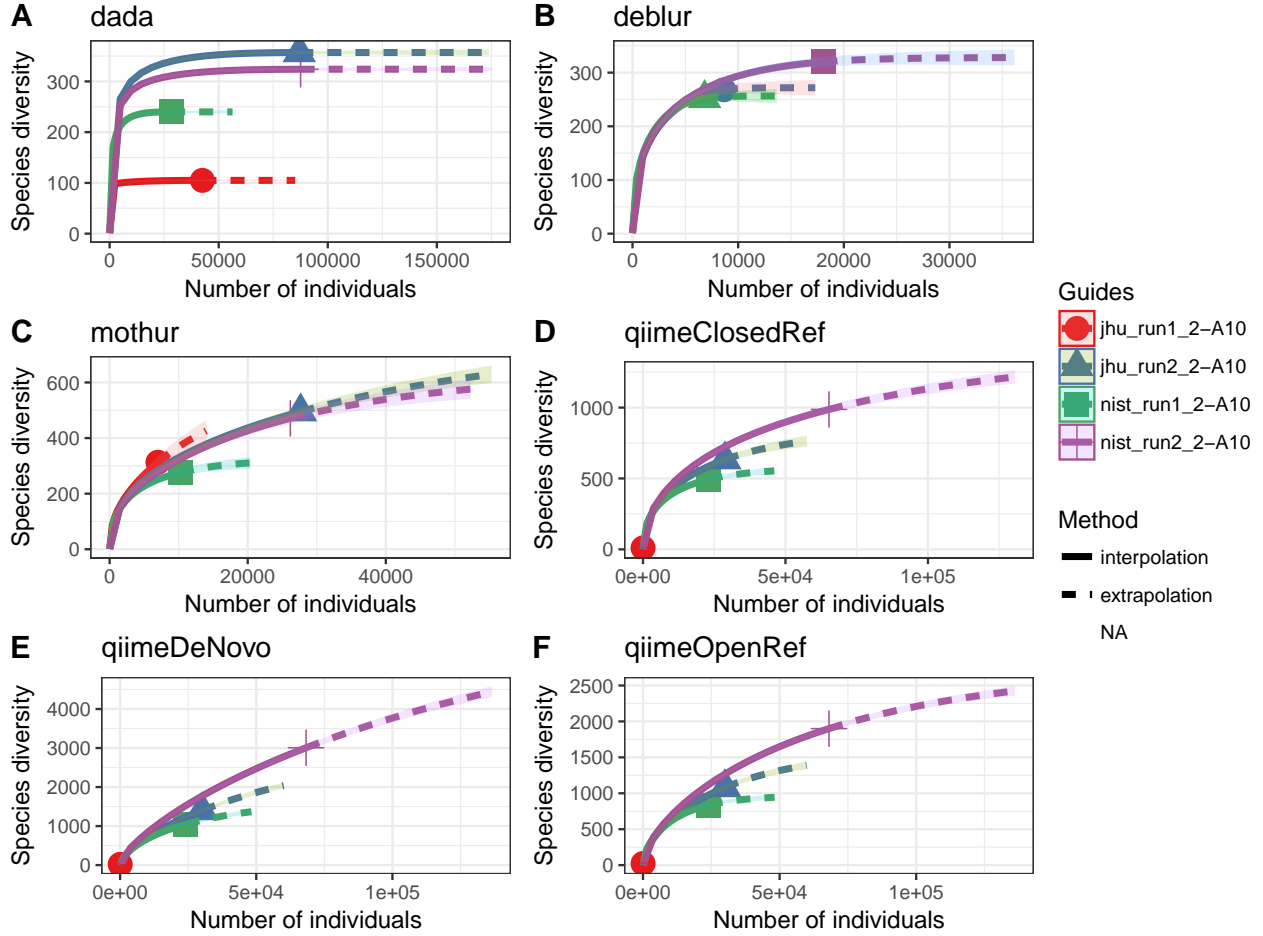 A dada
Species diversity
300
200
100
0
0 50000 100000 150000
Number of individuals
B deblur
Species diversity
300
200
100
0
0 10000 20000 30000
Number of individuals
C mothur
Species diversity
600
400
200
0
0 20000 40000
Number of individuals
D qiimeClosedRef
Species diversity
1000
500
0
0e+00 5e+04 1e+05
Number of individuals
E qiimeDeNovo
Species diversity
4000
3000
2000
1000
0
0e+00 5e+04 1e+05
Number of individuals
F qiimeOpenRef
Species diversity
2500
2000
1500
1000
500
0
0e+00 5e+04 1e+05
Number of individuals
Guides
jhu_run1_2−A10
jhu_run2_2−A10
nist_run1_2−A10
nist_run2_2−A10
Method
interpolation
extrapolation
NA